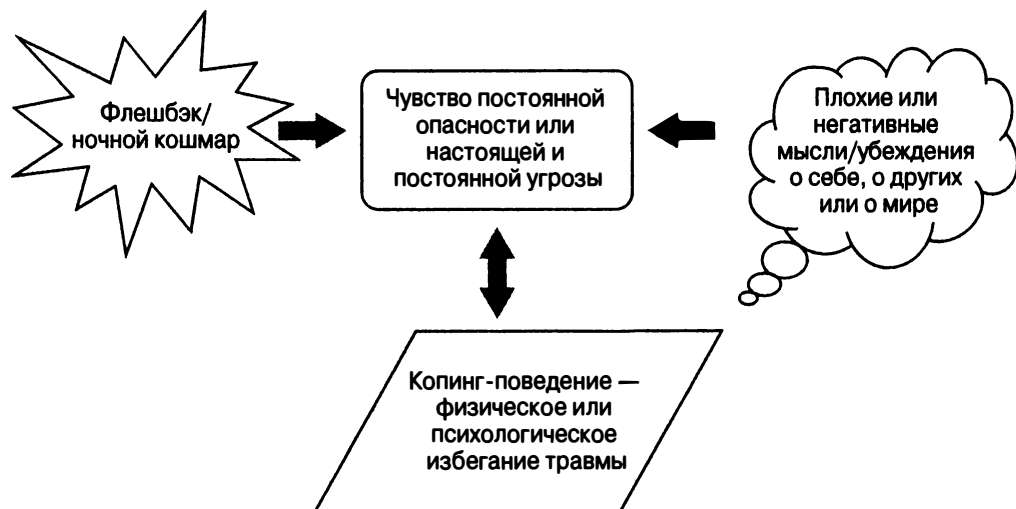 Флешбэк/
ночной кошмар
Чувство постоянной
опасности или
настоящей и
постоянной угрозы
Плохие или
негативные
мысли/убеждения
о себе, о других
или о мире
Копинг-поведение —
физическое или
психологическое
избегание травмы